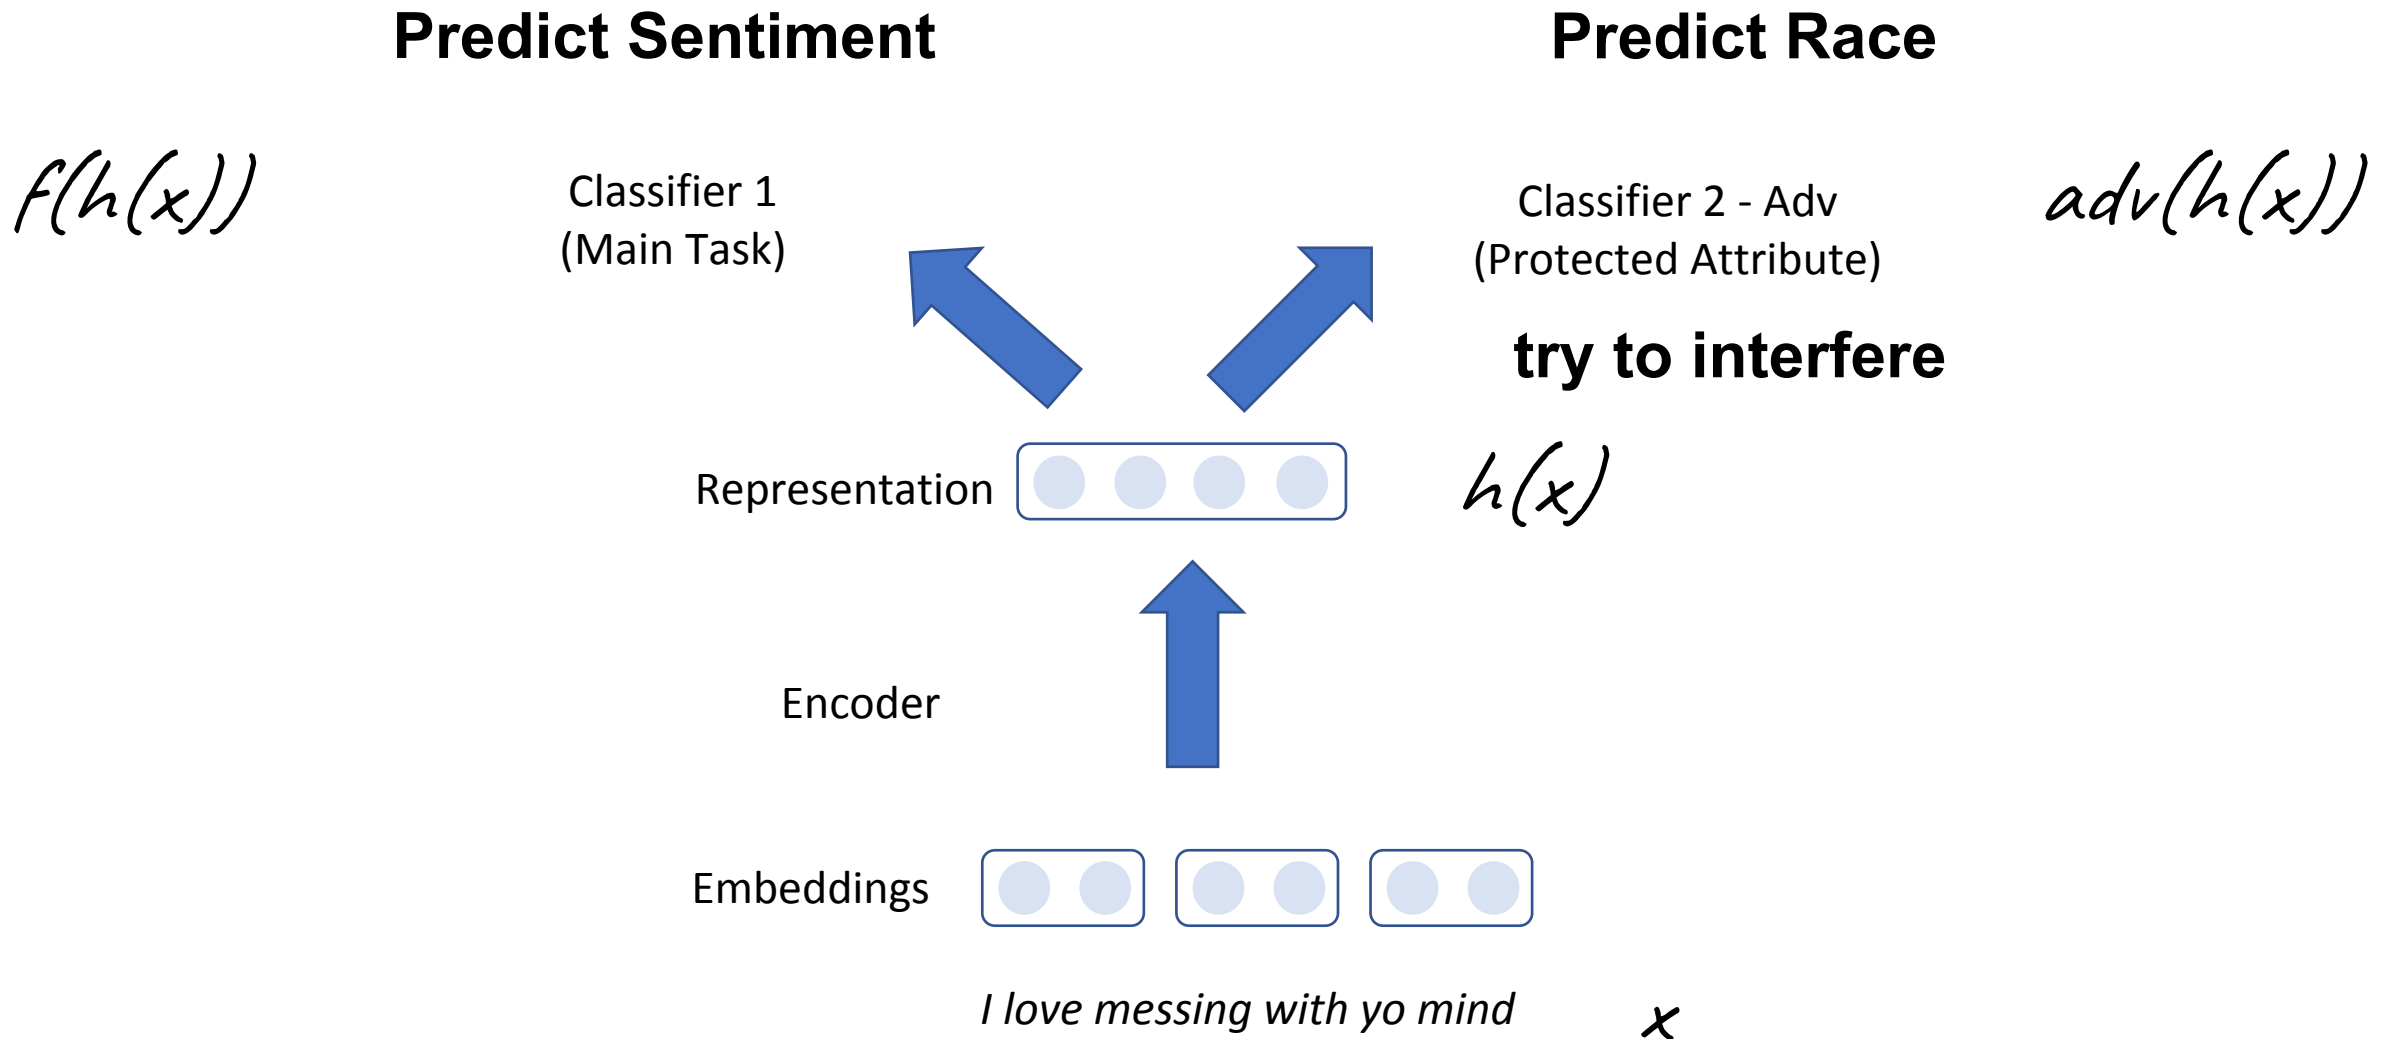 Predict Sentiment
Predict Race
f(h(x))
Classifier 1
(Main Task)
Classifier 2 - Adv
(Protected Attribute)
adv(h(x))
try to interfere
Representation
h(x)
Encoder
Embeddings
I love messing with yo mind
x